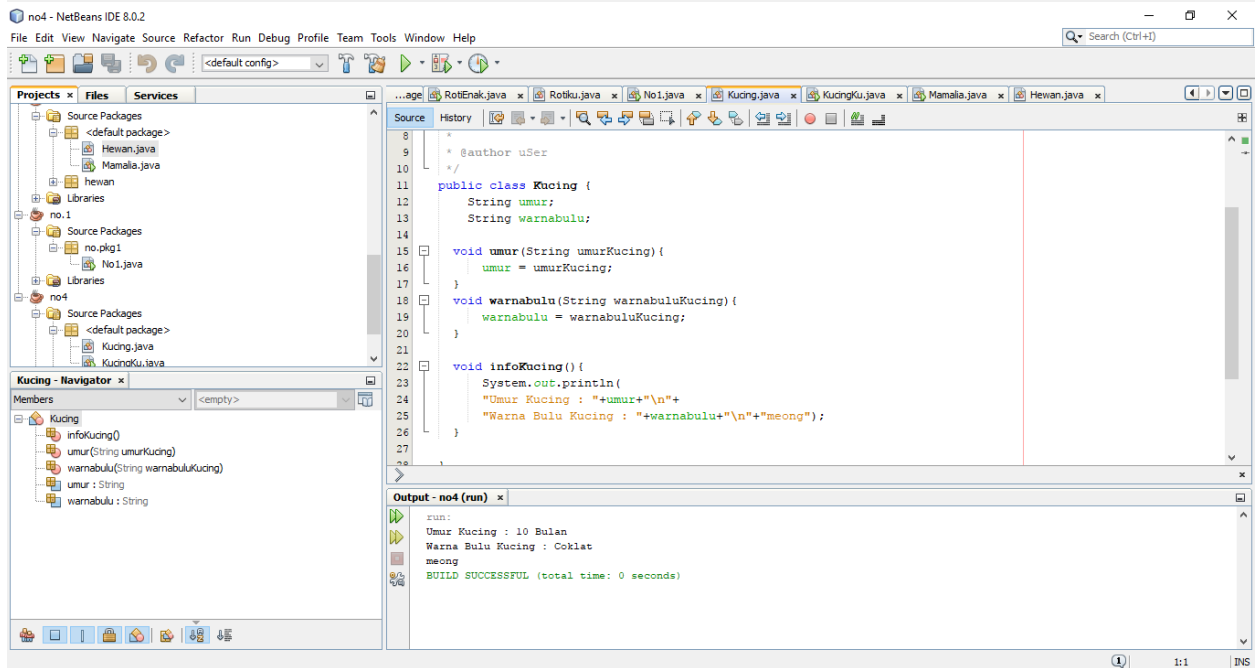 no4 - NetBeans IDE 8.0.2
File Edit View Navigate Source Refactor Run Debug Profile Team Tools Window Help
Search (Ctrl+I)
<default config>
Projects x Files Services
Source Packages
<default package>
Hewan.java
Mamalia.java
hewan
Libraries
no.1
Source Packages
no.pkg1
No1.java
Libraries
no4
Source Packages
<default package>
Kucing.java
KucingKu.java
Kucing - Navigator x
Members <empty>
Kucing
infoKucing()
umur(String umurKucing)
warnabulu(String warnabuluKucing)
umur : String
warnabulu : String
...age RotiEnak.java x Rotiku.java x No1.java x Kucing.java x KucingKu.java x Mamalia.java x Hewan.java x
Source History
8 *
9 * @author uSer
10 */
11 public class Kucing {
12 String umur;
13 String warnabulu;
14
15 void umur(String umurKucing){
16 umur = umurKucing;
17 }
18 void warnabulu(String warnabuluKucing){
19 warnabulu = warnabuluKucing;
20 }
21
22 void infoKucing(){
23 System.out.println(
24 "Umur Kucing : "+umur+"\n"+
25 "Warna Bulu Kucing : "+warnabulu+"\n"+"meong");
26 }
27
28 }
Output - no4 (run) x
run:
Umur Kucing : 10 Bulan
Warna Bulu Kucing : Coklat
meong
BUILD SUCCESSFUL (total time: 0 seconds)
1 1:1 INS